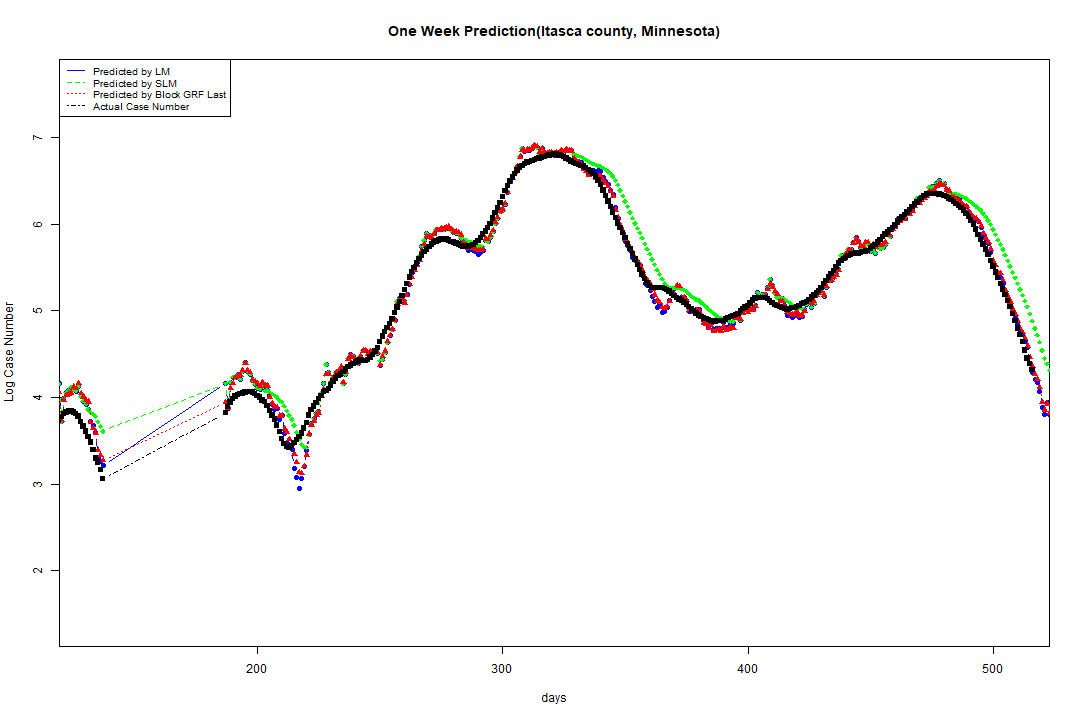 One Week Prediction(Itasca county, Minnesota)
Predicted by LM
Predicted by SLM
Predicted by Block GRF Last
Actual Case Number
Log Case Number
7
6
5
4
3
2
200 300 400 500
days